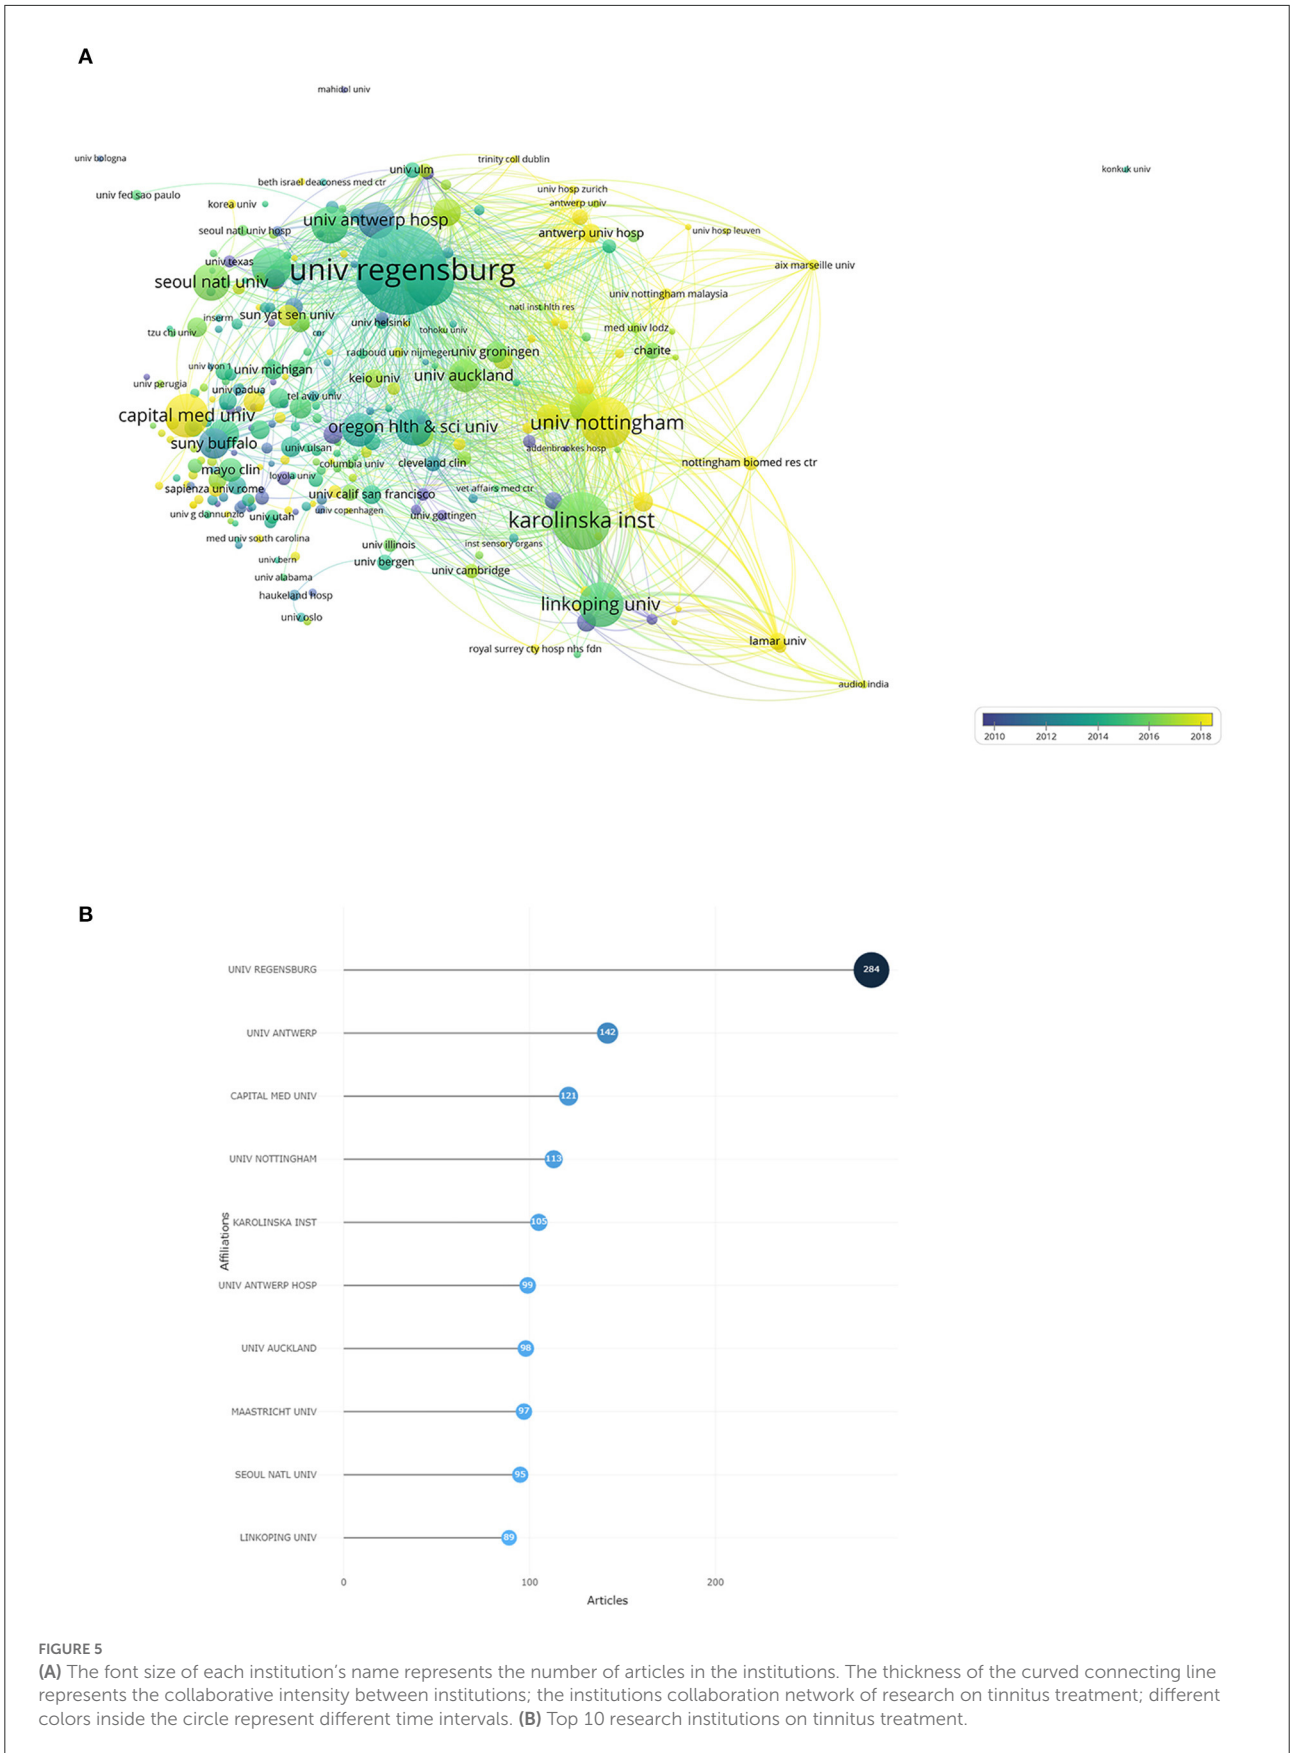 A
mahidol univ
univ bologna
trinity coll dublin
konkuk univ
univ ulm
beth israel deaconess med ctr
univ fed sao paulo
univ hosp zurich
korea univ
antwerp univ
univ antwerp hosp
seoul natl univ hosp
antwerp univ hosp
univ hosp leuven
univ texas
univ regensburg
aix marseille univ
seoul natl univ
univ nottingham malaysia
natl inst hlth res
inserm
sun yat sen univ
univ helsinki
tzu chi univ
cnr
tohoku univ
med univ lodz
radboud univ nijmegen
univ groningen
charite
univ lyon 1
univ michigan
keio univ
univ auckland
univ perugia
univ padua
tel aviv univ
capital med univ
oregon hlth & sci univ
univ nottingham
suny buffalo
univ ulsan
addenbrookes hosp
columbia univ
cleveland clin
nottingham biomed res ctr
mayo clin
loyola univ
sapienza univ rome
univ calif san francisco
vet affairs med ctr
univ g dannunzio
univ utah
univ copenhagen
univ gottingen
karolinska inst
med univ south carolina
univ illinois
inst sensory organs
univ bern
univ bergen
univ cambridge
univ alabama
haukeland hosp
linkoping univ
univ oslo
lamar univ
royal surrey cty hosp nhs fdn
audiol india
2010 2012 2014 2016 2018
B
UNIV REGENSBURG 284
UNIV ANTWERP 142
CAPITAL MED UNIV 121
UNIV NOTTINGHAM 113
KAROLINSKA INST 105
UNIV ANTWERP HOSP 99
UNIV AUCKLAND 98
MAASTRICHT UNIV 97
SEOUL NATL UNIV 95
LINKOPING UNIV 89
Affiliations
0 100 200
Articles
FIGURE 5
(A) The font size of each institution's name represents the number of articles in the institutions. The thickness of the curved connecting line
represents the collaborative intensity between institutions; the institutions collaboration network of research on tinnitus treatment; different
colors inside the circle represent different time intervals. (B) Top 10 research institutions on tinnitus treatment.